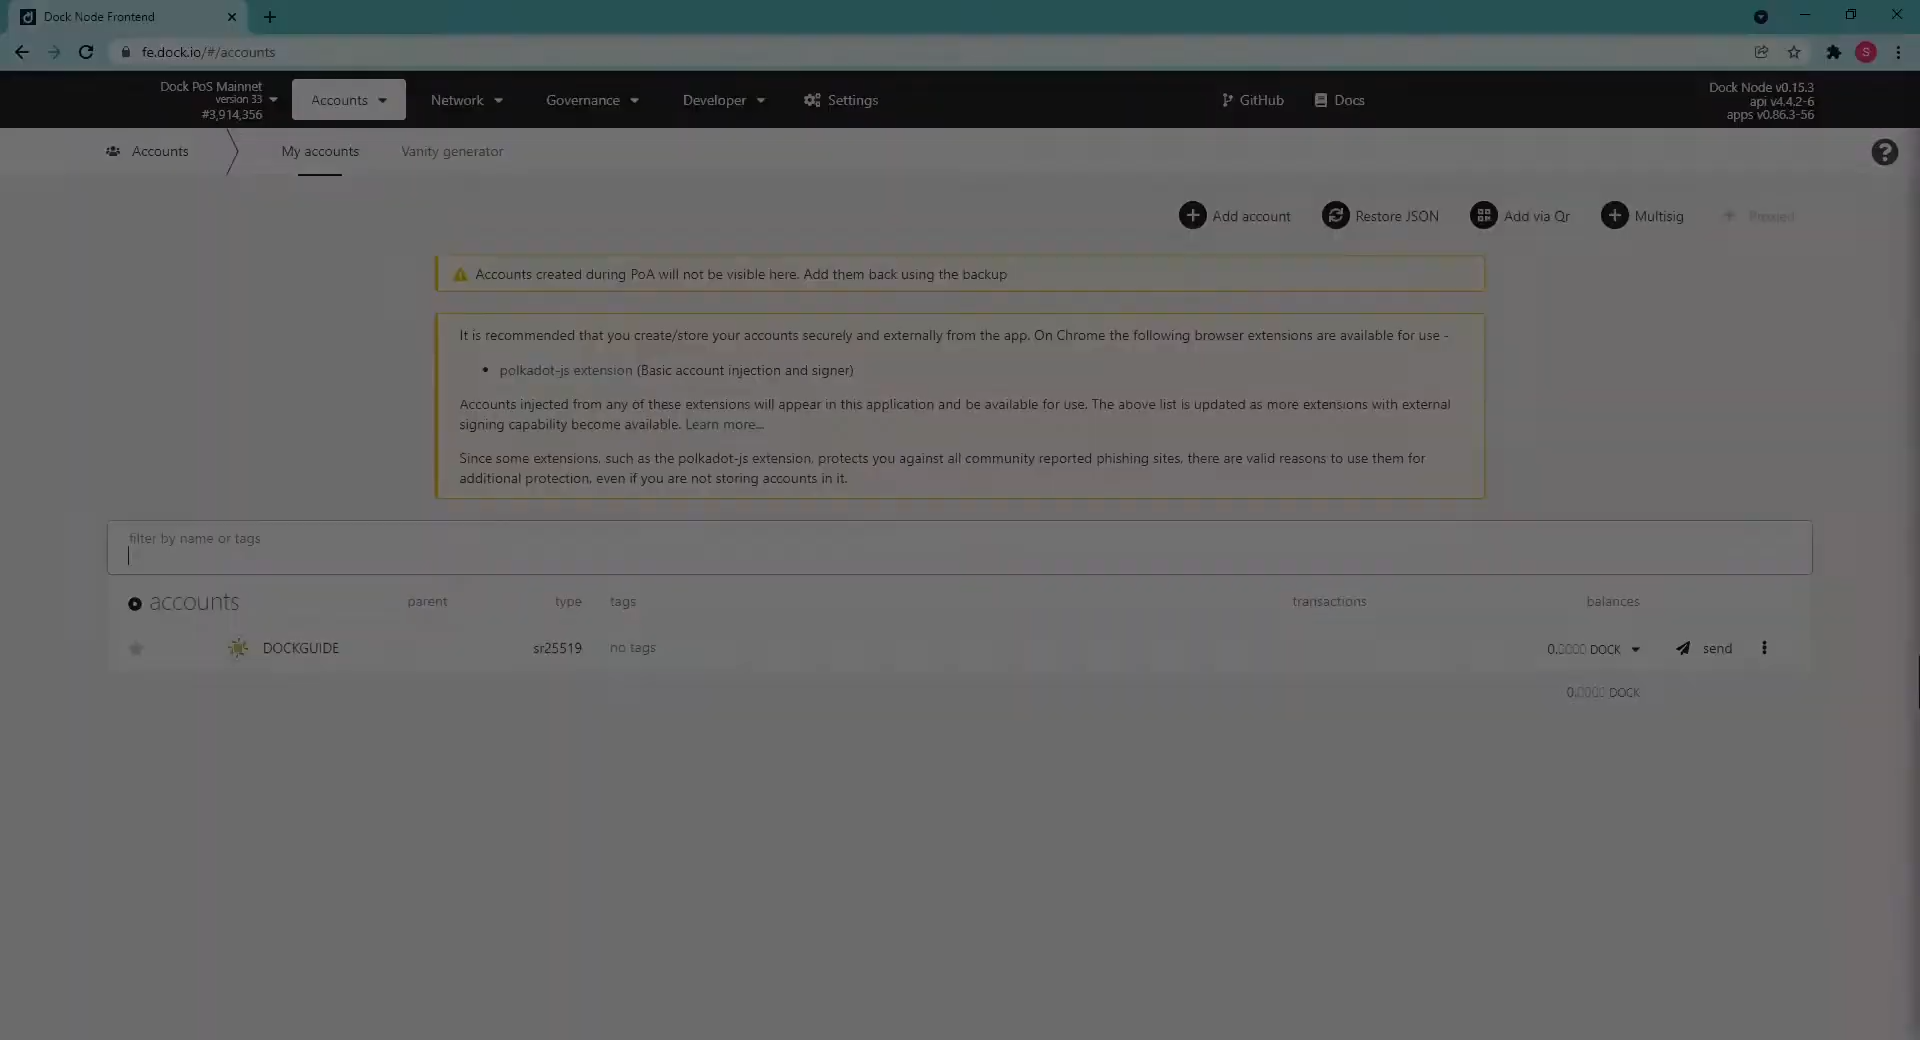 Dock Node Frontend
fe.dock.io/#/accounts
S
Dock PoS Mainnet
version 33
#3,914,356
Accounts
Network
Governance
Developer
Settings
GitHub
Docs
Dock Node v0.15.3
api v4.4.2-6
apps v0.86.3-56
Accounts
My accounts
Vanity generator
Add account
Restore JSON
Add via Qr
Multisig
Proxied
Accounts created during PoA will not be visible here. Add them back using the backup
It is recommended that you create/store your accounts securely and externally from the app. On Chrome the following browser extensions are available for use -
• polkadot-js extension (Basic account injection and signer)
Accounts injected from any of these extensions will appear in this application and be available for use. The above list is updated as more extensions with external
signing capability become available. Learn more...
Since some extensions, such as the polkadot-js extension, protects you against all community reported phishing sites, there are valid reasons to use them for
additional protection, even if you are not storing accounts in it.
filter by name or tags
accounts
parent
type
tags
transactions
balances
DOCKGUIDE
sr25519
no tags
0.0000 DOCK
send
0.0000 DOCK